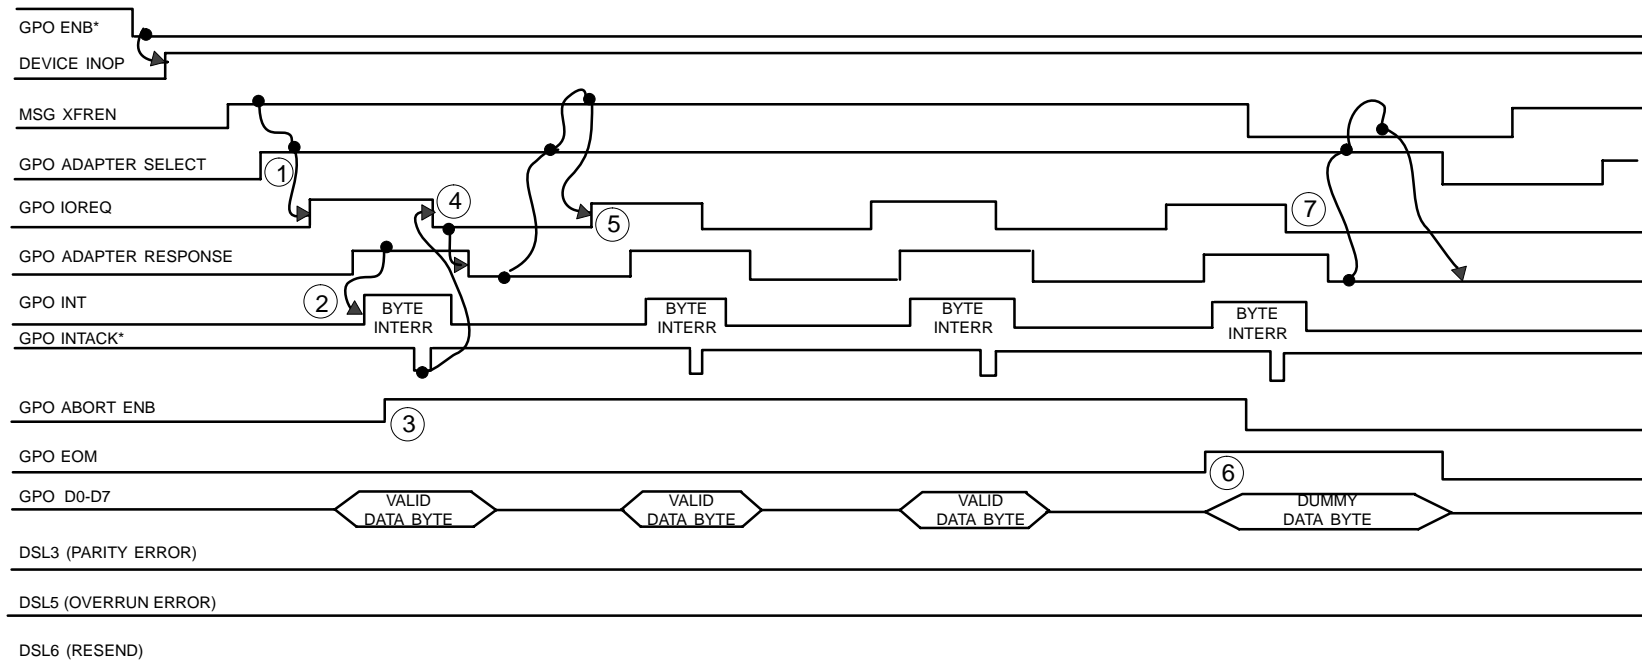 GPO ENB*
DEVICE INOP
MSG XFREN
GPO ADAPTER SELECT
1
GPO IOREQ
4
5
7
GPO ADAPTER RESPONSE
GPO INT
2
BYTE
INTERR
BYTE
INTERR
BYTE
INTERR
BYTE
INTERR
GPO INTACK*
GPO ABORT ENB
3
GPO EOM
6
GPO D0-D7
VALID
DATA BYTE
VALID
DATA BYTE
VALID
DATA BYTE
DUMMY
DATA BYTE
DSL3 (PARITY ERROR)
DSL5 (OVERRUN ERROR)
DSL6 (RESEND)